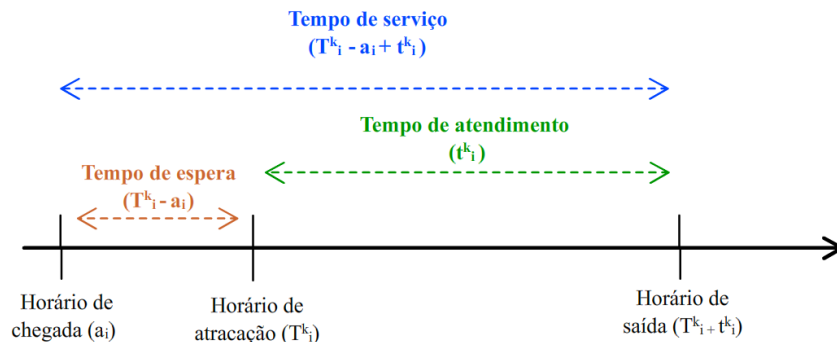 Tempo de serviço
(Tᵏᵢ - aᵢ + tᵏᵢ)
Tempo de atendimento
(tᵏᵢ)
Tempo de espera
(Tᵏᵢ - aᵢ)
Horário de
chegada (aᵢ)
Horário de
atracação (Tᵏᵢ)
Horário de
saída (Tᵏᵢ + tᵏᵢ)